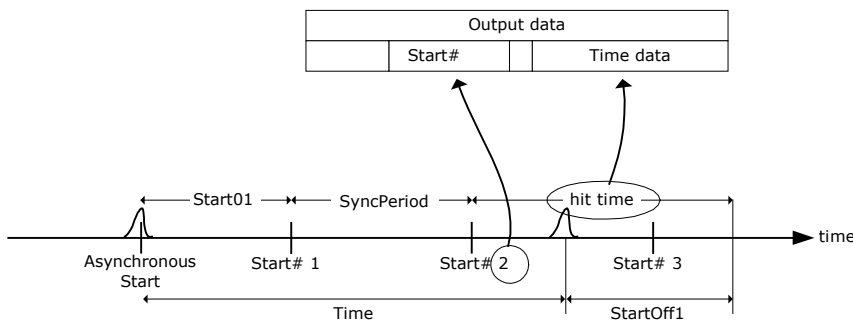 Output data
Start# Time data
Start01 SyncPeriod hit time
time
Asynchronous Start# 1 Start# 2 Start# 3
Start
Time StartOff1